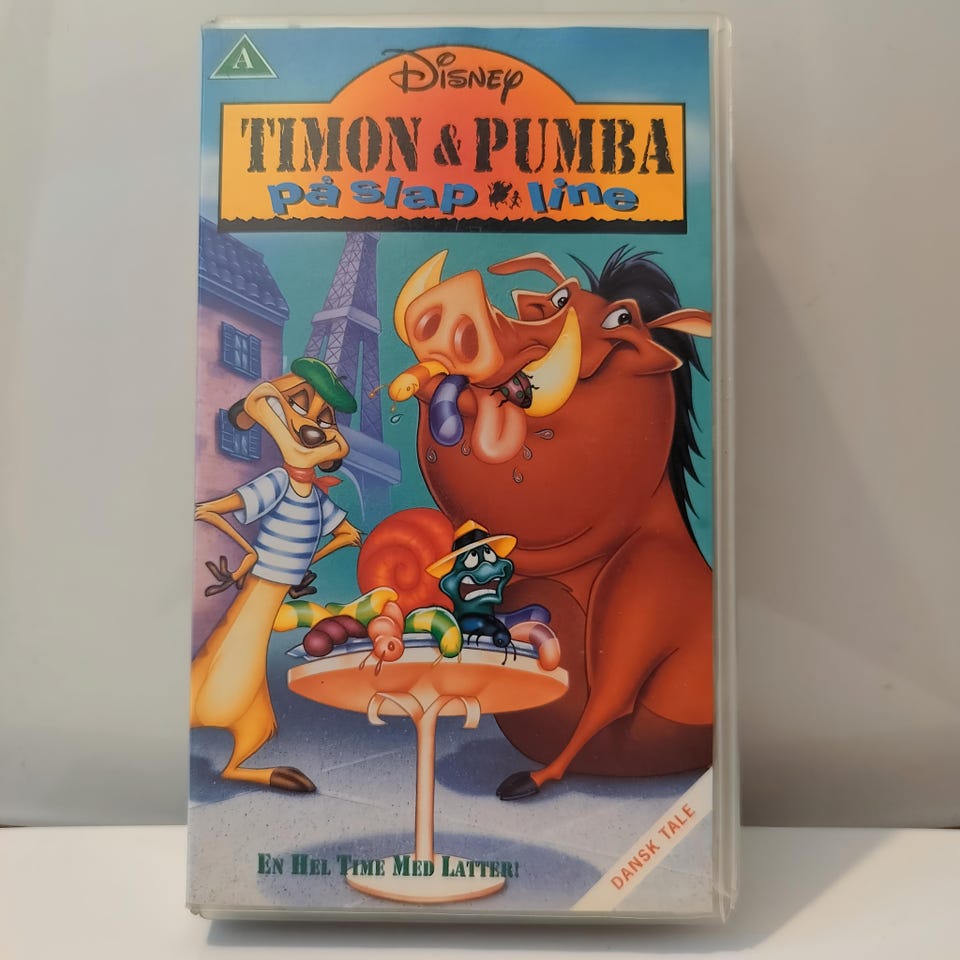 A
DISNEY
TIMON & PUMBA
på slap line
EN HEL TIME MED LATTER!
DANSK TALE